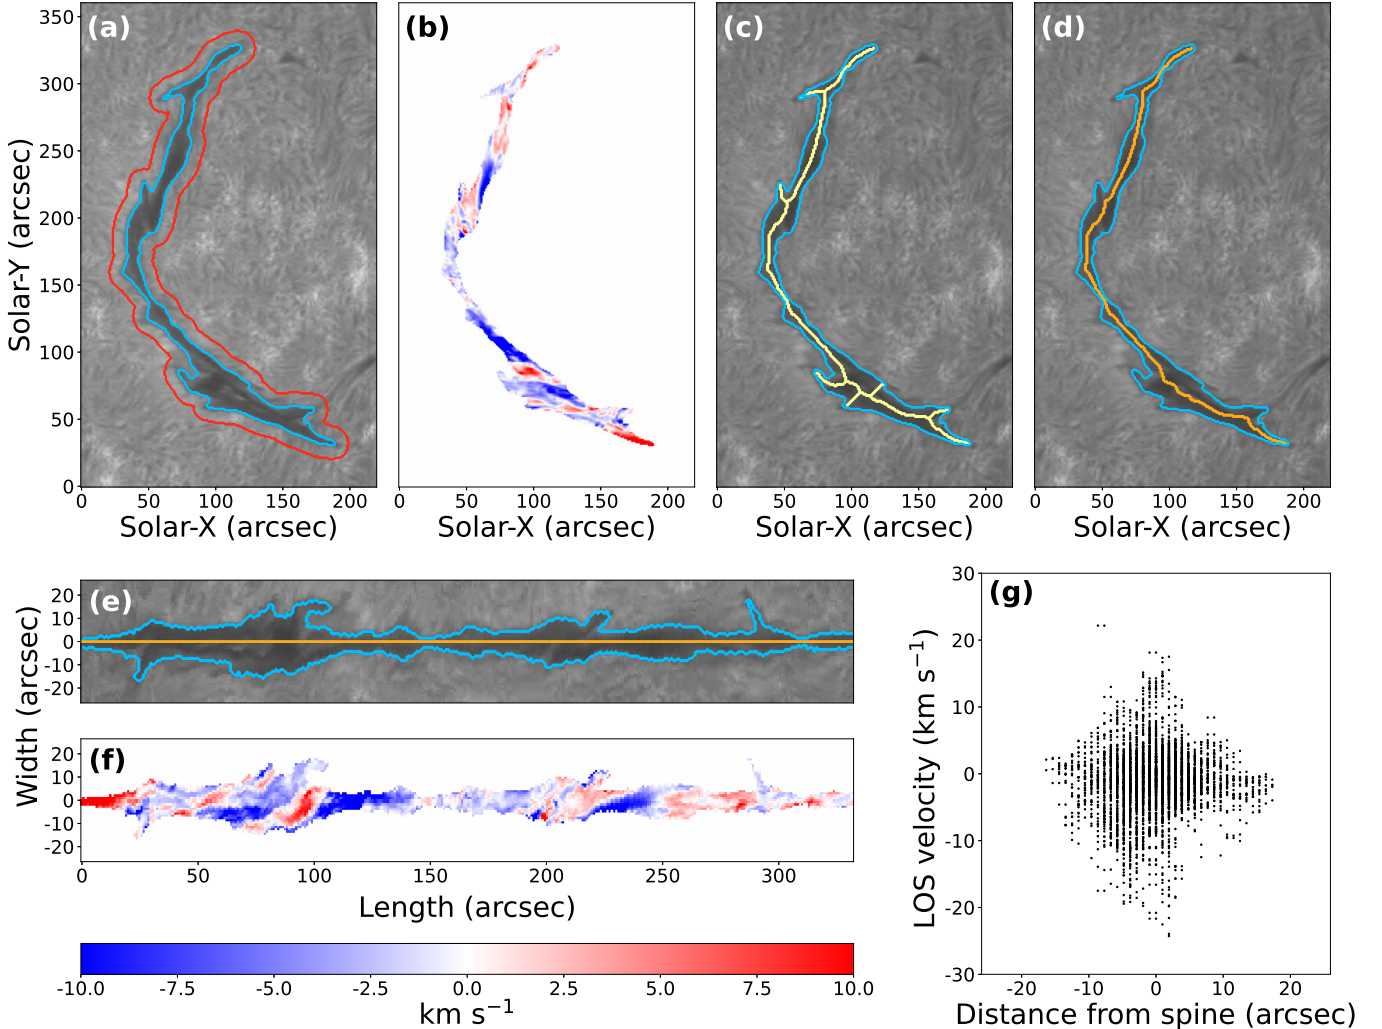 (a)
(b)
(c)
(d)
350
300
250
200
150
100
50
0
Solar-Y (arcsec)
0 50 100 150 200
0 50 100 150 200
0 50 100 150 200
0 50 100 150 200
Solar-X (arcsec)
Solar-X (arcsec)
Solar-X (arcsec)
Solar-X (arcsec)
(e)
20
10
0
-10
-20
Width (arcsec)
(f)
20
10
0
-10
-20
0 50 100 150 200 250 300
Length (arcsec)
-10.0 -7.5 -5.0 -2.5 0.0 2.5 5.0 7.5 10.0
km s⁻¹
(g)
30
20
10
0
-10
-20
-30
LOS velocity (km s⁻¹)
-20 -10 0 10 20
Distance from spine (arcsec)